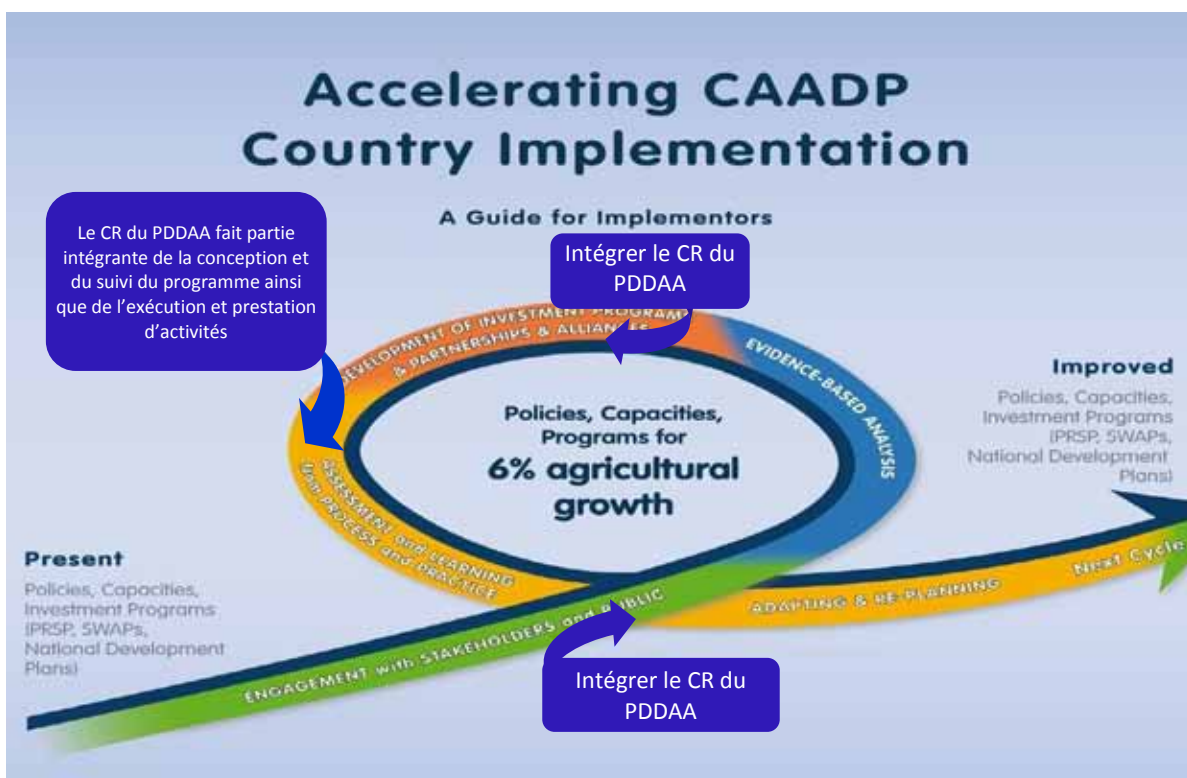 Accelerating CAADP
Country Implementation
A Guide for Implementors
Le CR du PDDAA fait partie
intégrante de la conception et
du suivi du programme ainsi
que de l'exécution et prestation
d'activités
Intégrer le CR du
PDDAA
DEVELOPMENT OF INVESTMENT PROGRAMS
& PARTNERSHIPS & ALLIANCES
EVIDENCE-BASED ANALYSIS
Policies, Capacities,
Programs for
6% agricultural
growth
Improved
Policies, Capacities,
Investment Programs
(PRSP, SWAPs,
National Development
Plans)
ASSESSMENT and LEARNING
from PROCESS and PRACTICE
Present
Policies, Capacities,
Investment Programs
(PRSP, SWAPs,
National Development
Plans)
ENGAGEMENT with STAKEHOLDERS and PUBLIC
ADAPTING & RE-PLANNING
Next Cycle
Intégrer le CR du
PDDAA